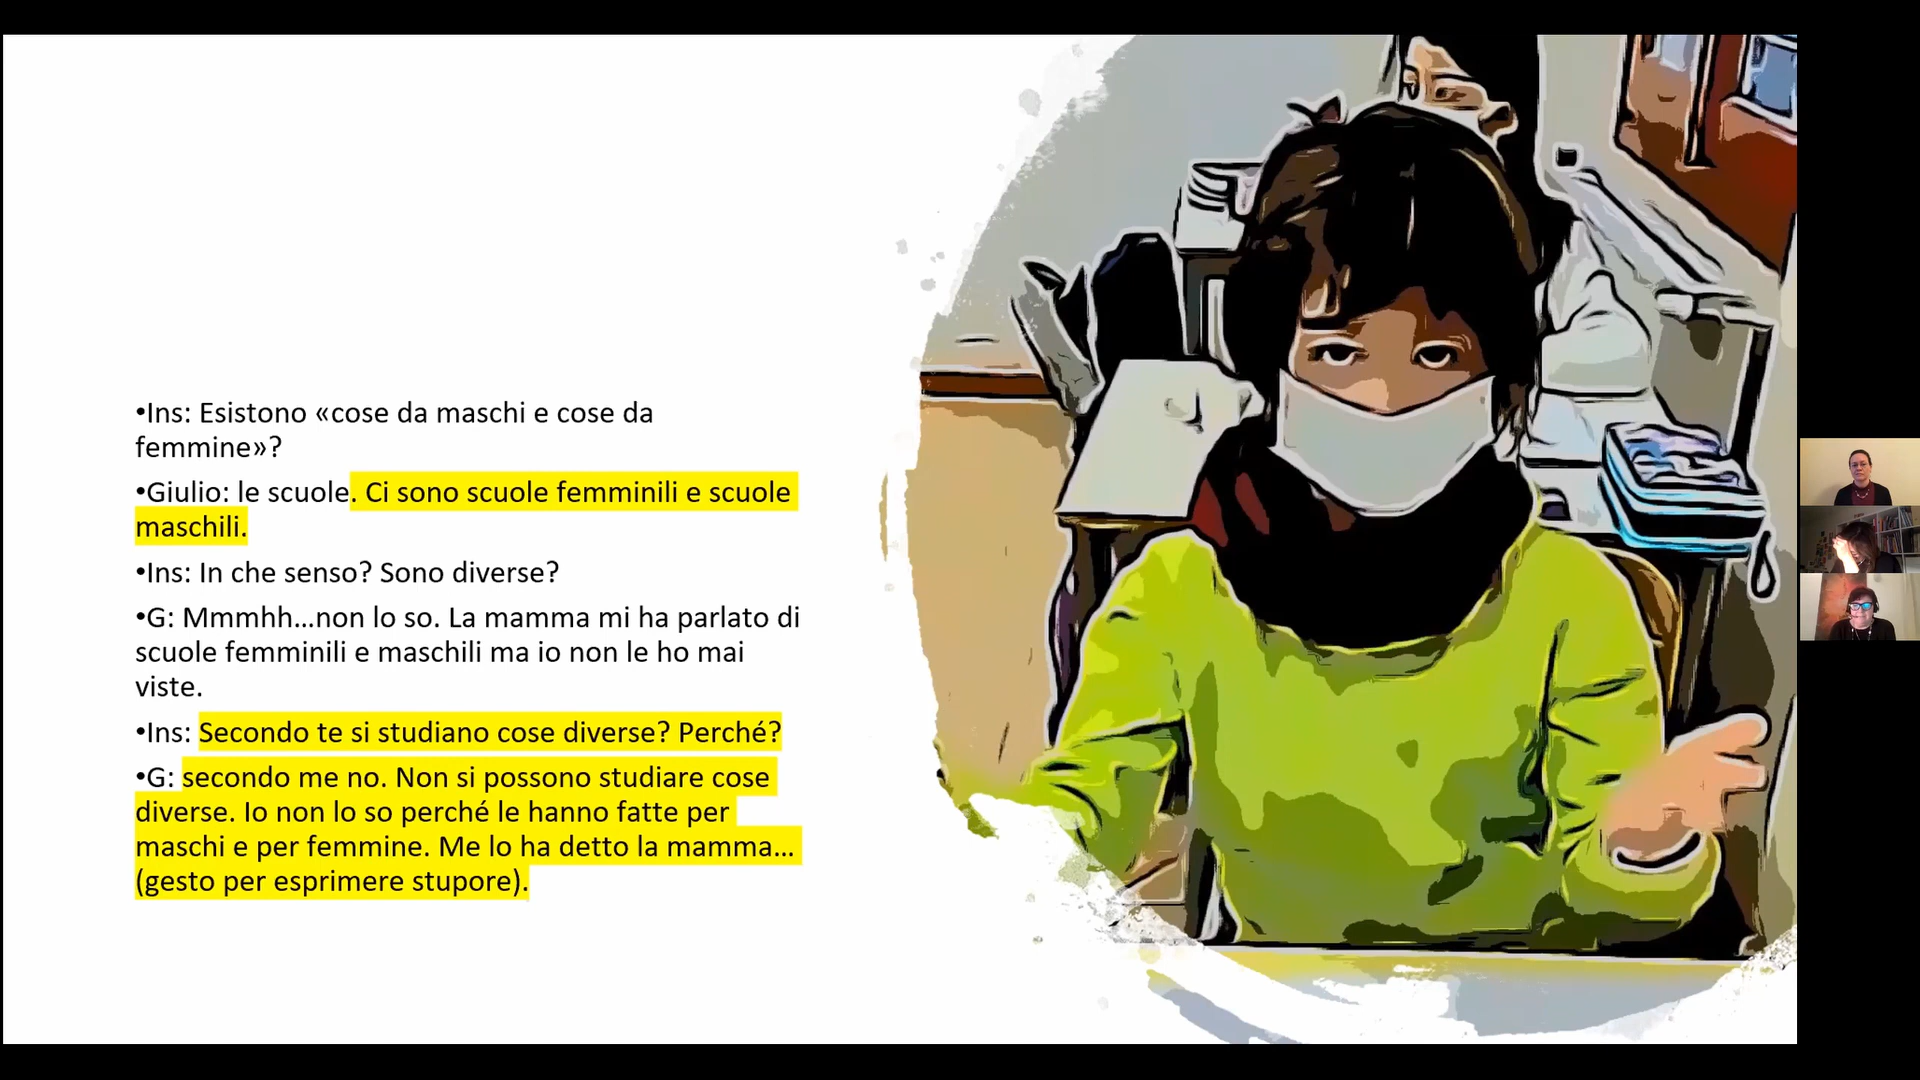 •Ins: Esistono «cose da maschi e cose da
femmine»?
•Giulio: le scuole. Ci sono scuole femminili e scuole
maschili.
•Ins: In che senso? Sono diverse?
•G: Mmmhh…non lo so. La mamma mi ha parlato di
scuole femminili e maschili ma io non le ho mai
viste.
•Ins: Secondo te si studiano cose diverse? Perché?
•G: secondo me no. Non si possono studiare cose
diverse. Io non lo so perché le hanno fatte per
maschi e per femmine. Me lo ha detto la mamma…
(gesto per esprimere stupore).